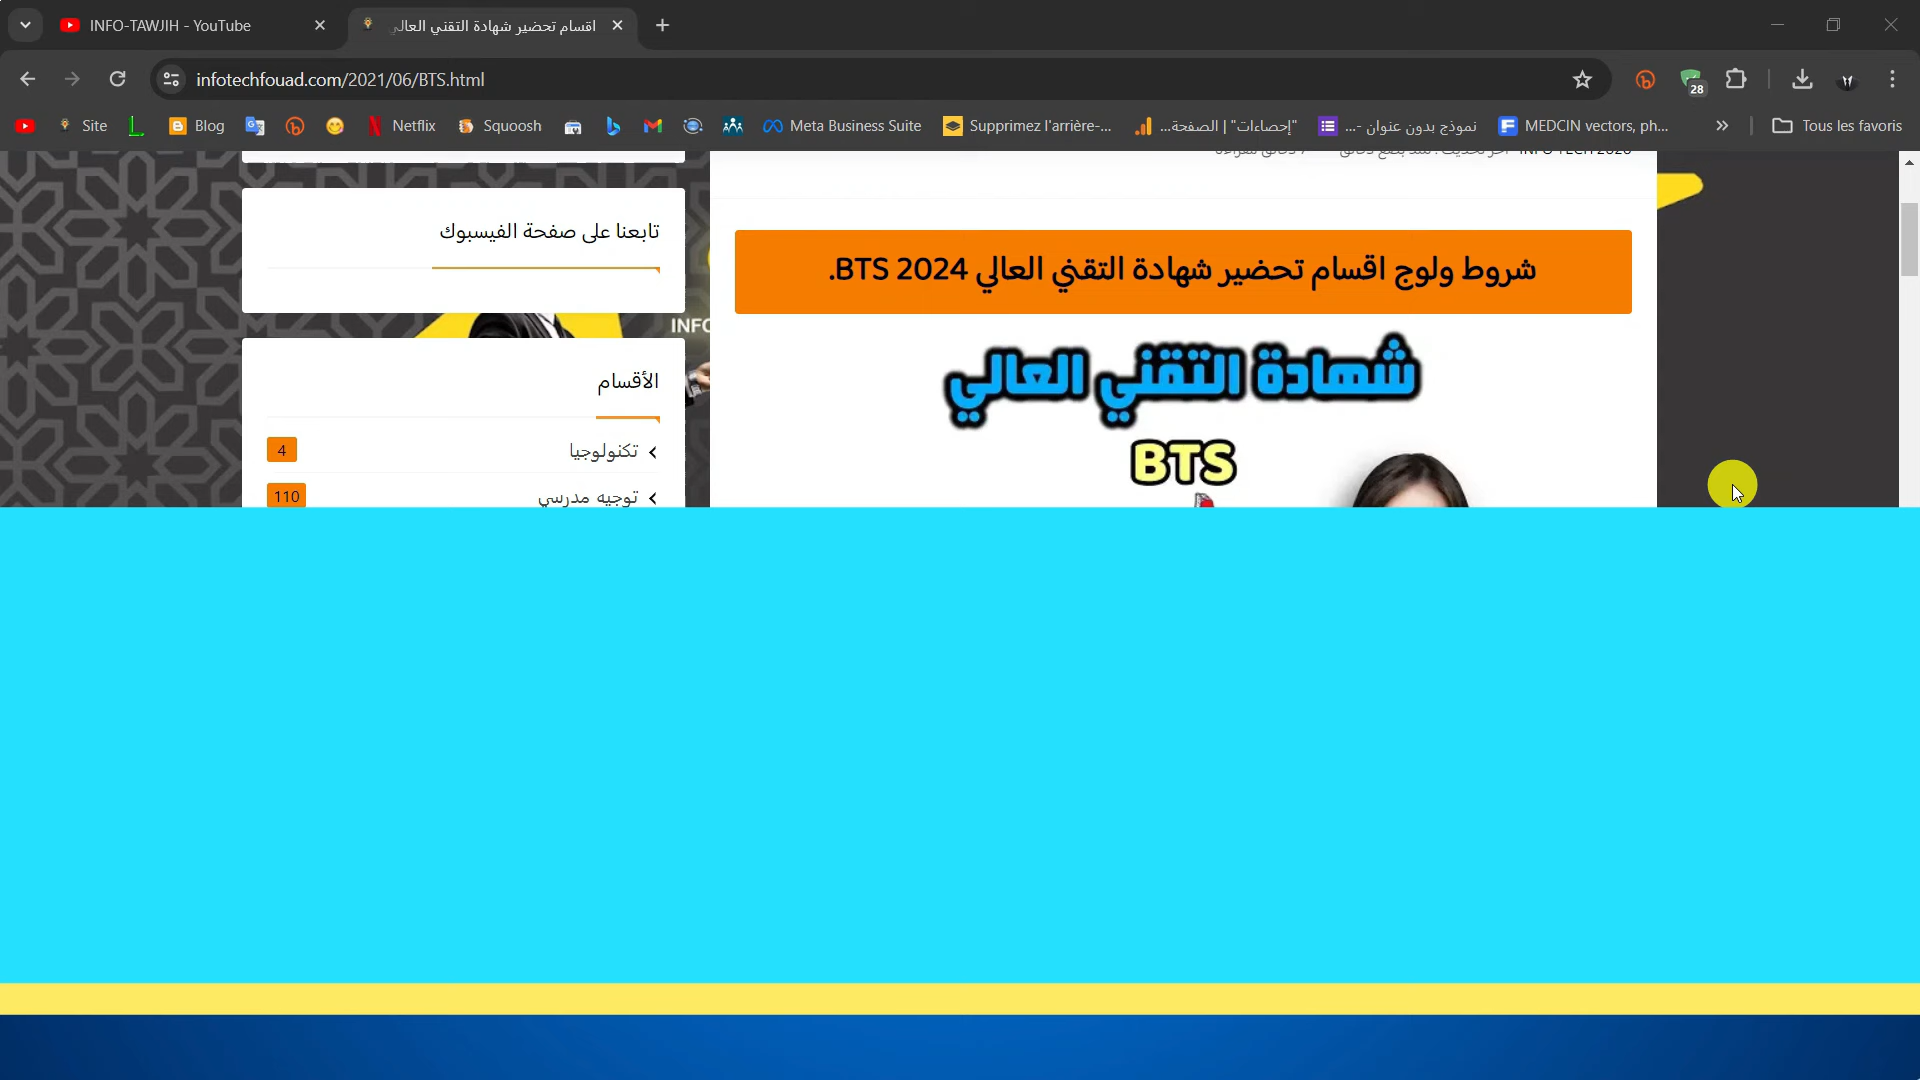 INFO-TAWJIH - YouTube
اقسام تحضير شهادة التقني العالي
infotechfouad.com/2021/06/BTS.html
28
Site
Blog
Netflix
Squoosh
Meta Business Suite
Supprimez l'arrière-...
"إحصاءات" | الصفحة...
نموذج بدون عنوان -...
MEDCIN vectors, ph...
Tous les favoris
تابعنا على صفحة الفيسبوك
الأقسام
تكنولوجيا
4
توجيه مدرسي
110
INFO
شروط ولوج اقسام تحضير شهادة التقني العالي BTS 2024.
شهادة التقني العالي
BTS